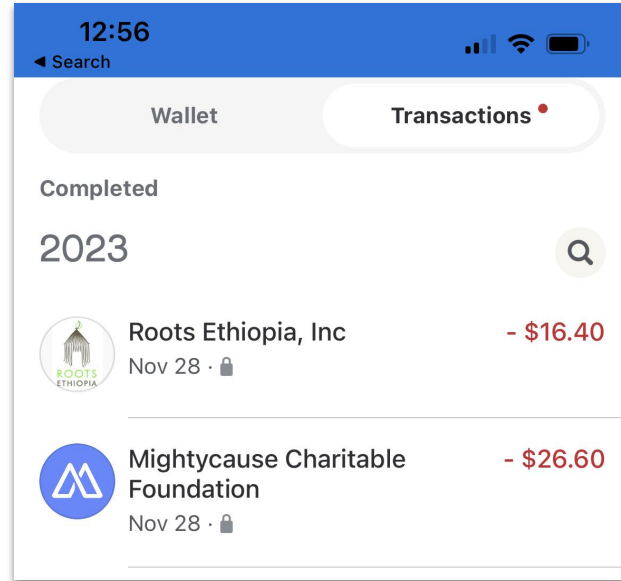 12:56
Search
Wallet
Transactions
Completed
2023
Roots Ethiopia, Inc
- $16.40
Nov 28 ·
ROOTS
ETHIOPIA
Mightycause Charitable
- $26.60
Foundation
Nov 28 ·